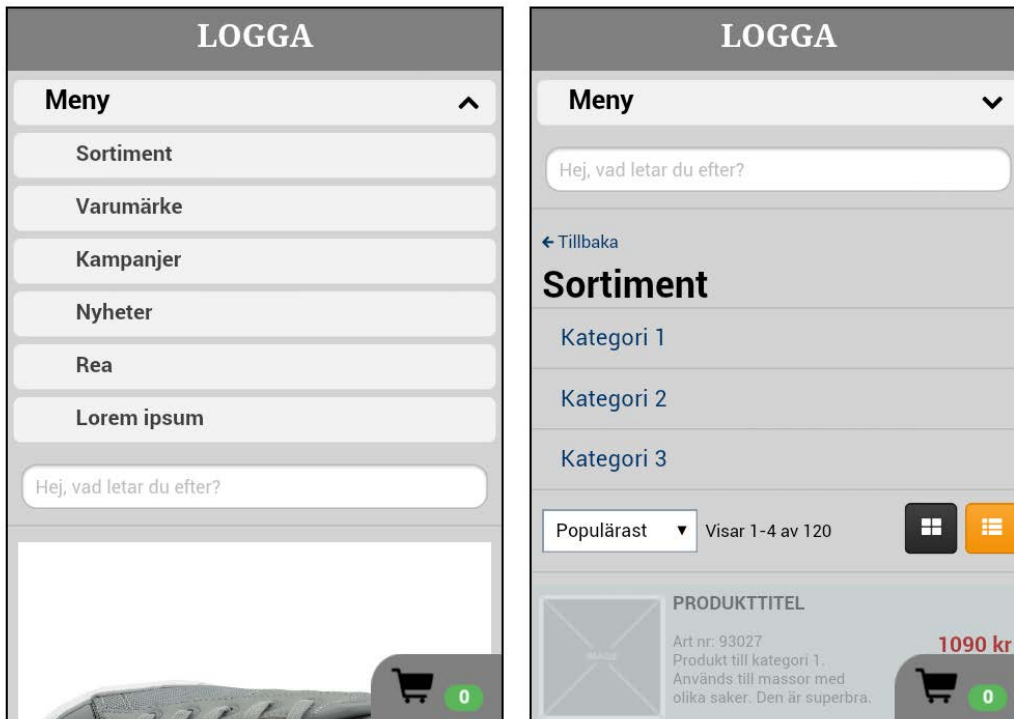 LOGGA
Meny
Sortiment
Varumärke
Kampanjer
Nyheter
Rea
Lorem ipsum
Hej, vad letar du efter?
0
LOGGA
Meny
Hej, vad letar du efter?
Tillbaka
Sortiment
Kategori 1
Kategori 2
Kategori 3
Populärast Visar 1-4 av 120
IMAGE
PRODUKTTITEL
Art nr: 93027
1090 kr
Produkt till kategori 1.
Används till massor med
olika saker. Den är superbra.
0